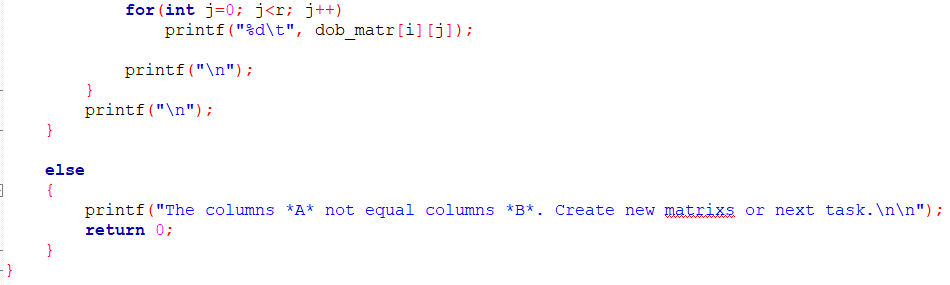 for(int j=0; j<r; j++)
printf("%d\t", dob_matr[i][j]);
printf("\n");
}
printf("\n");
}
else
{
printf("The columns *A* not equal columns *B*. Create new matrixs or next task.\n\n");
return 0;
}
}